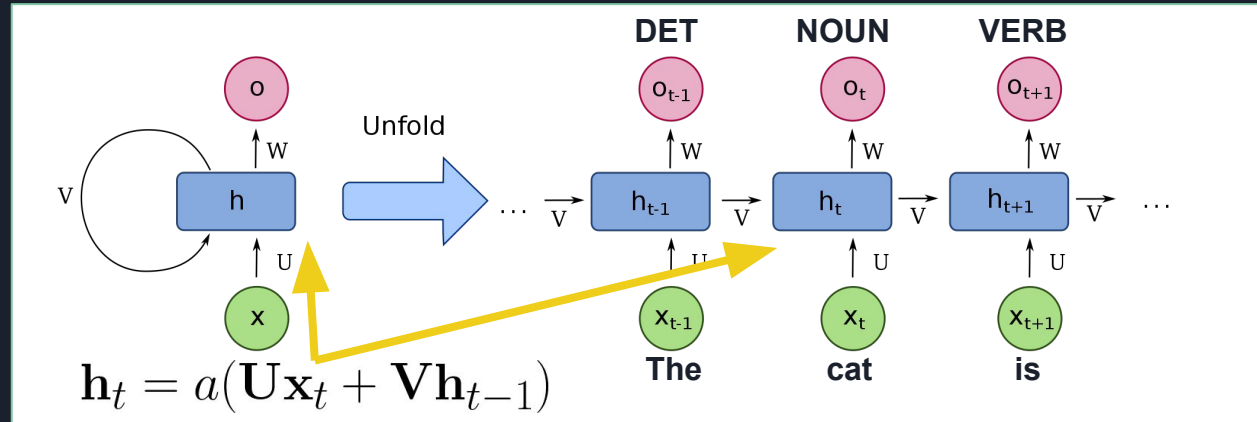 DET NOUN VERB
o o_{t-1} o_t o_{t+1}
Unfold
W W W W
V h h_{t-1} h_t h_{t+1}
... V V V V ...
U U U U
x x_{t-1} x_t x_{t+1}
The cat is
h_t = a(Ux_t + Vh_{t-1})